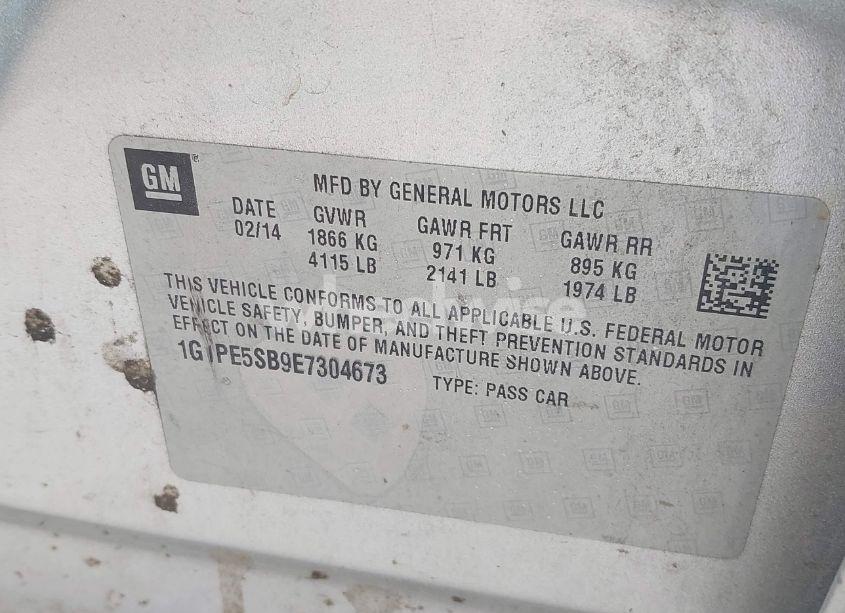 GM
MFD BY GENERAL MOTORS LLC
DATE GVWR GAWR FRT GAWR RR
02/14 1866 KG 971 KG 895 KG
4115 LB 2141 LB 1974 LB
THIS VEHICLE CONFORMS TO ALL APPLICABLE U.S. FEDERAL MOTOR
VEHICLE SAFETY, BUMPER, AND THEFT PREVENTION STANDARDS IN
EFFECT ON THE DATE OF MANUFACTURE SHOWN ABOVE.
TYPE: PASS CAR